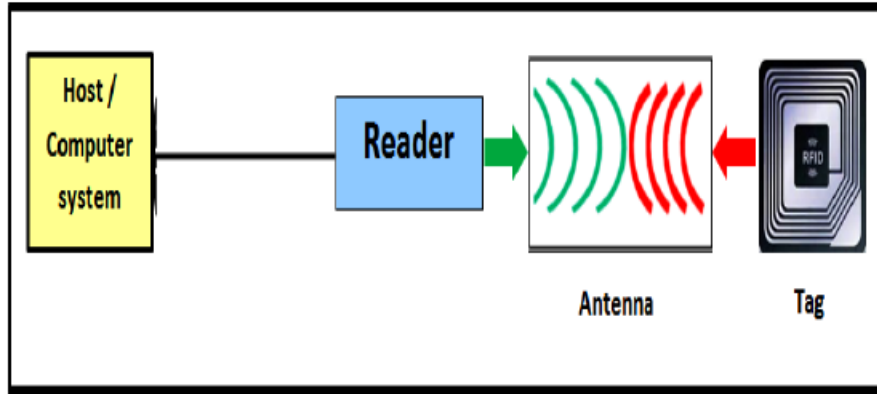 Host /
Computer
system
Reader
RFID
Antenna
Tag